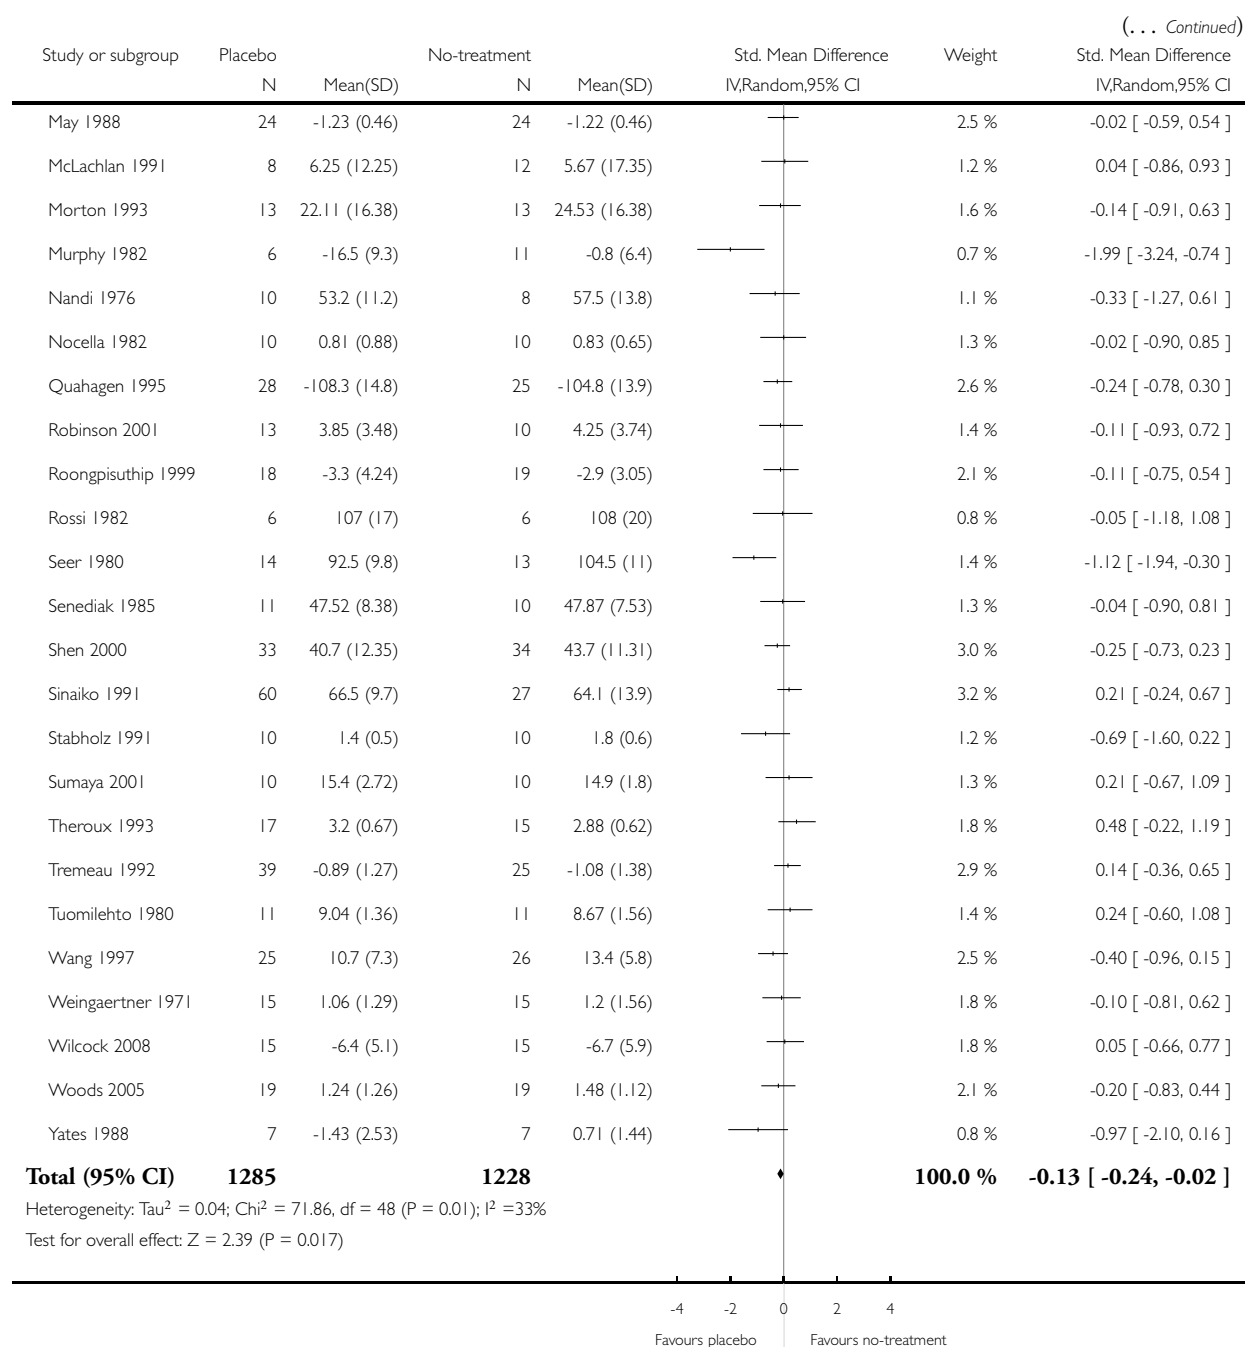 (... Continued)
Study or subgroup Placebo No-treatment Std. Mean Difference Weight Std. Mean Difference
N Mean(SD) N Mean(SD) IV,Random,95% CI IV,Random,95% CI
May 1988 24 -1.23 (0.46) 24 -1.22 (0.46) 2.5 % -0.02 [ -0.59, 0.54 ]
McLachlan 1991 8 6.25 (12.25) 12 5.67 (17.35) 1.2 % 0.04 [ -0.86, 0.93 ]
Morton 1993 13 22.11 (16.38) 13 24.53 (16.38) 1.6 % -0.14 [ -0.91, 0.63 ]
Murphy 1982 6 -16.5 (9.3) 11 -0.8 (6.4) 0.7 % -1.99 [ -3.24, -0.74 ]
Nandi 1976 10 53.2 (11.2) 8 57.5 (13.8) 1.1 % -0.33 [ -1.27, 0.61 ]
Nocella 1982 10 0.81 (0.88) 10 0.83 (0.65) 1.3 % -0.02 [ -0.90, 0.85 ]
Quahagen 1995 28 -108.3 (14.8) 25 -104.8 (13.9) 2.6 % -0.24 [ -0.78, 0.30 ]
Robinson 2001 13 3.85 (3.48) 10 4.25 (3.74) 1.4 % -0.11 [ -0.93, 0.72 ]
Roongpisuthip 1999 18 -3.3 (4.24) 19 -2.9 (3.05) 2.1 % -0.11 [ -0.75, 0.54 ]
Rossi 1982 6 107 (17) 6 108 (20) 0.8 % -0.05 [ -1.18, 1.08 ]
Seer 1980 14 92.5 (9.8) 13 104.5 (11) 1.4 % -1.12 [ -1.94, -0.30 ]
Senediak 1985 11 47.52 (8.38) 10 47.87 (7.53) 1.3 % -0.04 [ -0.90, 0.81 ]
Shen 2000 33 40.7 (12.35) 34 43.7 (11.31) 3.0 % -0.25 [ -0.73, 0.23 ]
Sinaiko 1991 60 66.5 (9.7) 27 64.1 (13.9) 3.2 % 0.21 [ -0.24, 0.67 ]
Stabholz 1991 10 1.4 (0.5) 10 1.8 (0.6) 1.2 % -0.69 [ -1.60, 0.22 ]
Sumaya 2001 10 15.4 (2.72) 10 14.9 (1.8) 1.3 % 0.21 [ -0.67, 1.09 ]
Theroux 1993 17 3.2 (0.67) 15 2.88 (0.62) 1.8 % 0.48 [ -0.22, 1.19 ]
Tremeau 1992 39 -0.89 (1.27) 25 -1.08 (1.38) 2.9 % 0.14 [ -0.36, 0.65 ]
Tuomilehto 1980 11 9.04 (1.36) 11 8.67 (1.56) 1.4 % 0.24 [ -0.60, 1.08 ]
Wang 1997 25 10.7 (7.3) 26 13.4 (5.8) 2.5 % -0.40 [ -0.96, 0.15 ]
Weingaertner 1971 15 1.06 (1.29) 15 1.2 (1.56) 1.8 % -0.10 [ -0.81, 0.62 ]
Wilcock 2008 15 -6.4 (5.1) 15 -6.7 (5.9) 1.8 % 0.05 [ -0.66, 0.77 ]
Woods 2005 19 1.24 (1.26) 19 1.48 (1.12) 2.1 % -0.20 [ -0.83, 0.44 ]
Yates 1988 7 -1.43 (2.53) 7 0.71 (1.44) 0.8 % -0.97 [ -2.10, 0.16 ]
Total (95% CI) 1285 1228 100.0 % -0.13 [ -0.24, -0.02 ]
Heterogeneity: Tau² = 0.04; Chi² = 71.86, df = 48 (P = 0.01); I² =33%
Test for overall effect: Z = 2.39 (P = 0.017)
-4 -2 0 2 4
Favours placebo Favours no-treatment